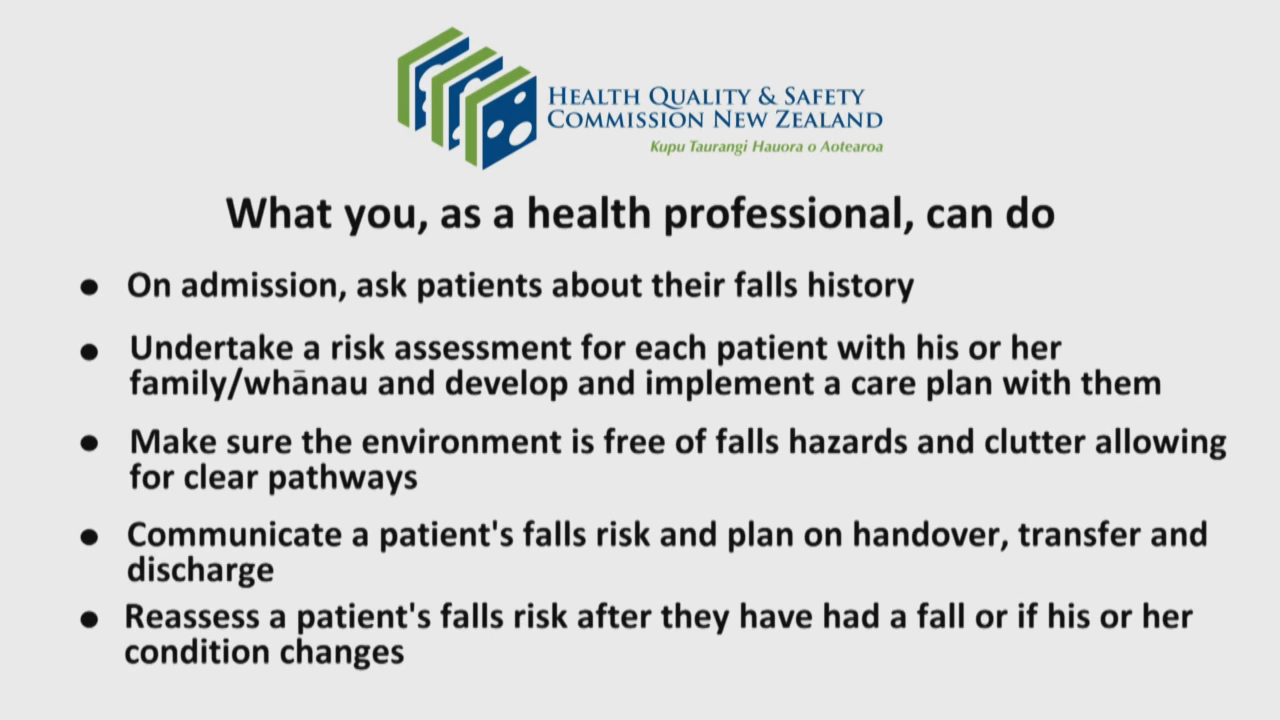 HEALTH QUALITY & SAFETY
COMMISSION NEW ZEALAND
Kupu Taurangi Hauora o Aotearoa
What you, as a health professional, can do
● On admission, ask patients about their falls history
● Undertake a risk assessment for each patient with his or her
family/whānau and develop and implement a care plan with them
● Make sure the environment is free of falls hazards and clutter allowing
for clear pathways
● Communicate a patient's falls risk and plan on handover, transfer and
discharge
● Reassess a patient's falls risk after they have had a fall or if his or her
condition changes